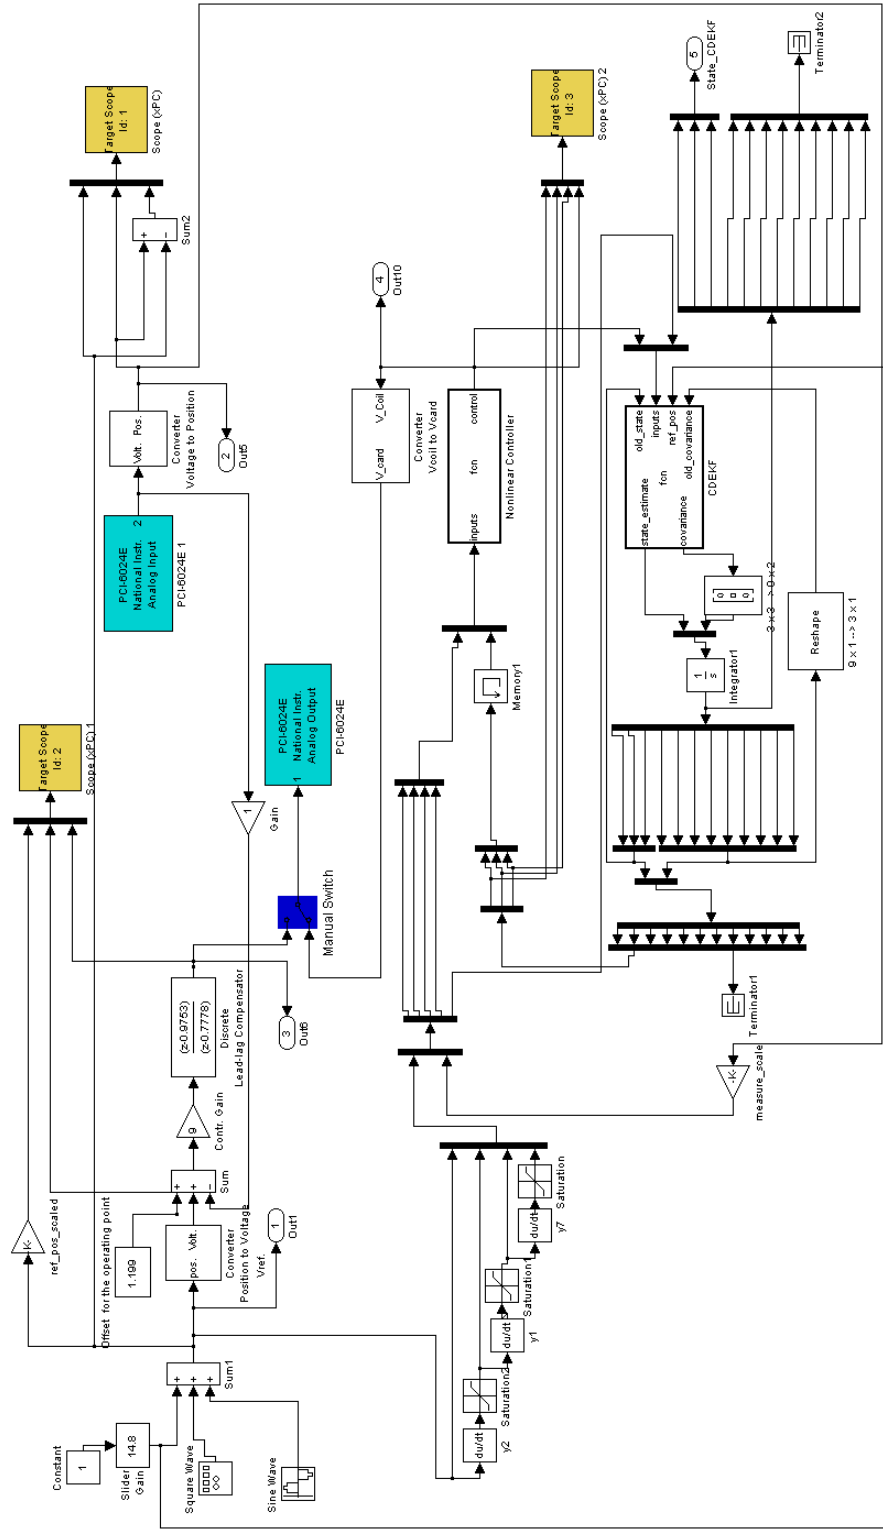 Constant
1
14.8
Slider
Gain
Square Wave
Sine Wave
+
+
+
Sum1
K-
ref_pos_scaled
Offset for the operating point
1.199
pos. Volt.
Converter
Position to Voltage
Vref.
1
Out1
+
+
-
Sum
9
Contr. Gain
(z-0.9753)
(z-0.7778)
Discrete
Lead-lag Compensator
3
Out6
Manual Switch
1
Gain
PCI-6024E
National Instr.
Analog Output
1
PCI-6024E
Target Scope
Id: 2
Scope (xPC) 1
PCI-6024E
National Instr.
Analog Input
2
PCI-6024E 1
Volt. Pos.
Converter
Voltage to Position
2
Out5
+
-
Sum2
Target Scope
Id: 1
Scope (xPC)
du/dt
y2
Saturation2
du/dt
y1
Saturation1
du/dt
y7
Saturation
-K-
measure_scale
Terminator1
Memory1
inputs
fcn
control
Nonlinear Controller
V_card
V_Coil
Converter
Vcoil to Vcard
4
Out10
Target Scope
Id: 3
Scope (xPC) 2
1
s
Integrator1
3 x 3 --> 0 x 2
Reshape
9 x 1 --> 3 x 1
state_estimate
covariance
fcn
old_state
inputs
ref_pos
old_covariance
CDEKF
5
State_CDEKF
Terminator2